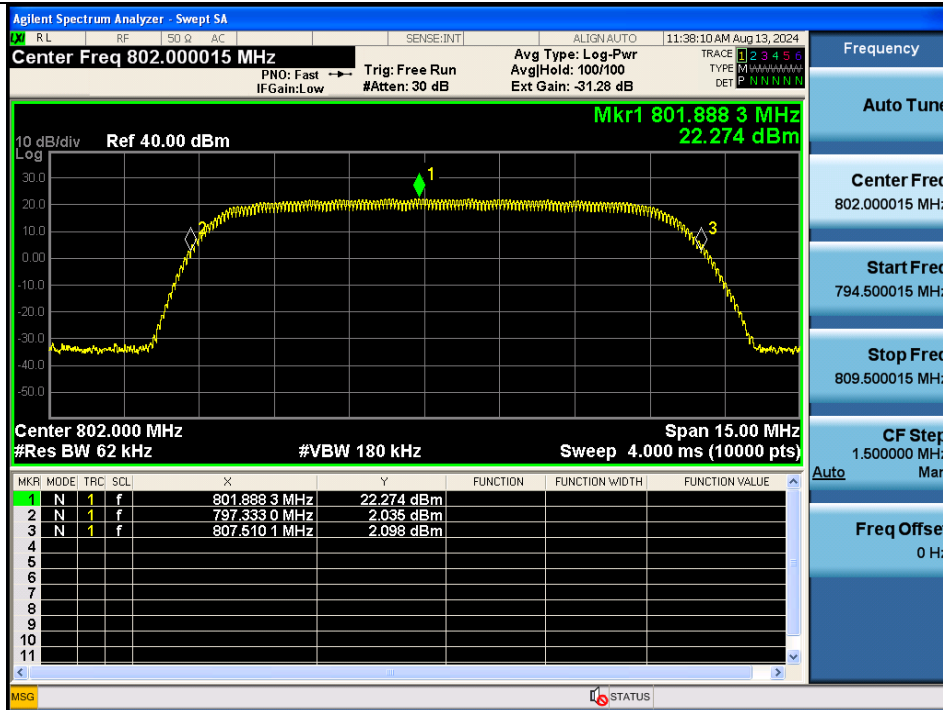 Agilent Spectrum Analyzer - Swept SA
LXI RL RF 50 Ω AC SENSE:INT ALIGN AUTO 11:38:10 AM Aug 13, 2024
Center Freq 802.000015 MHz
PNO: Fast
IFGain:Low
Trig: Free Run
#Atten: 30 dB
Avg Type: Log-Pwr
Avg|Hold: 100/100
Ext Gain: -31.28 dB
TRACE 1 2 3 4 5 6
TYPE M
DET P N N N N N
Mkr1 801.888 3 MHz
22.274 dBm
10 dB/div Ref 40.00 dBm
Log
30.0
20.0
10.0
0.00
-10.0
-20.0
-30.0
-40.0
-50.0
1
2
3
Center 802.000 MHz Span 15.00 MHz
#Res BW 62 kHz #VBW 180 kHz Sweep 4.000 ms (10000 pts)
MKR MODE TRC SCL X Y FUNCTION FUNCTION WIDTH FUNCTION VALUE
1 N 1 f 801.888 3 MHz 22.274 dBm
2 N 1 f 797.333 0 MHz 2.035 dBm
3 N 1 f 807.510 1 MHz 2.098 dBm
4
5
6
7
8
9
10
11
MSG STATUS
Frequency
Auto Tune
Center Freq
802.000015 MHz
Start Freq
794.500015 MHz
Stop Freq
809.500015 MHz
CF Step
1.500000 MHz
Auto Man
Freq Offset
0 Hz